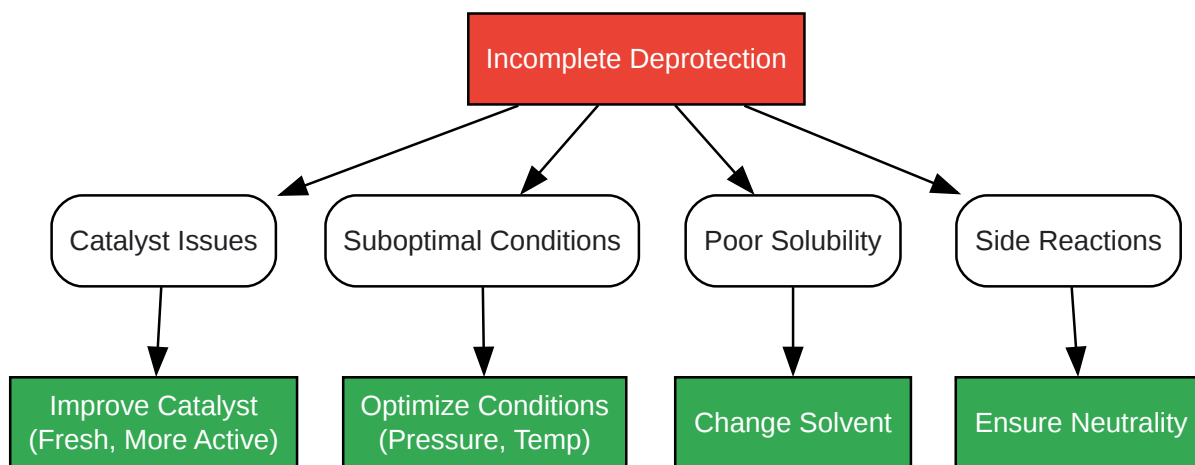 Incomplete Deprotection
Catalyst Issues
Suboptimal Conditions
Poor Solubility
Side Reactions
Improve Catalyst
(Fresh, More Active)
Optimize Conditions
(Pressure, Temp)
Change Solvent
Ensure Neutrality